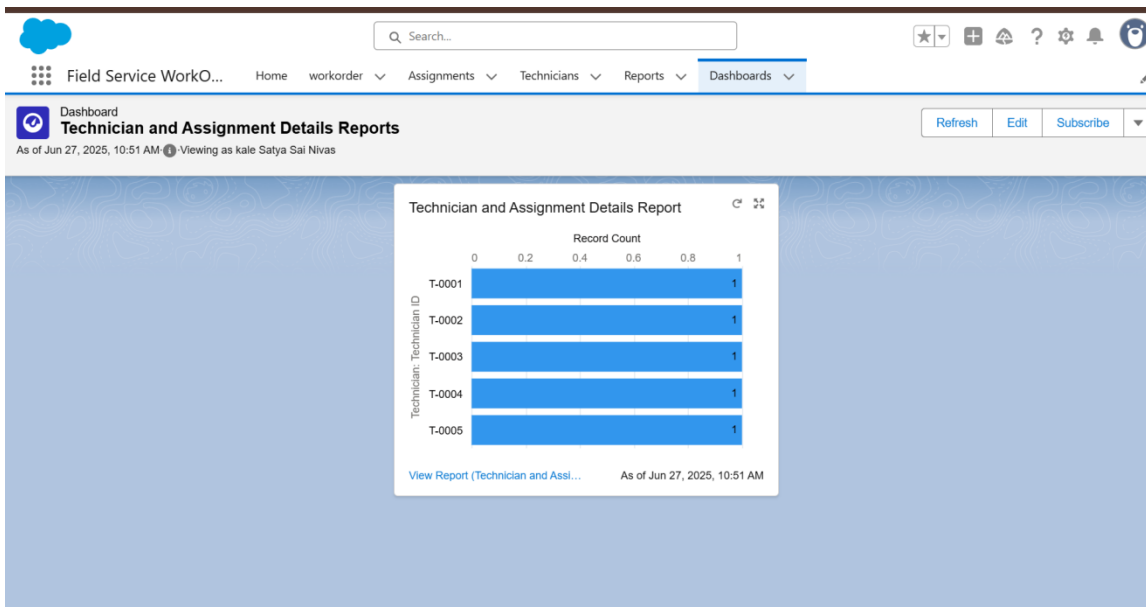 Search...
Field Service WorkO... Home workorder Assignments Technicians Reports Dashboards
Dashboard
Technician and Assignment Details Reports
Refresh Edit Subscribe
As of Jun 27, 2025, 10:51 AM·Viewing as kale Satya Sai Nivas
Technician and Assignment Details Report
Record Count
0 0.2 0.4 0.6 0.8 1
Technician: Technician ID
T-0001 1
T-0002 1
T-0003 1
T-0004 1
T-0005 1
View Report (Technician and Assi... As of Jun 27, 2025, 10:51 AM